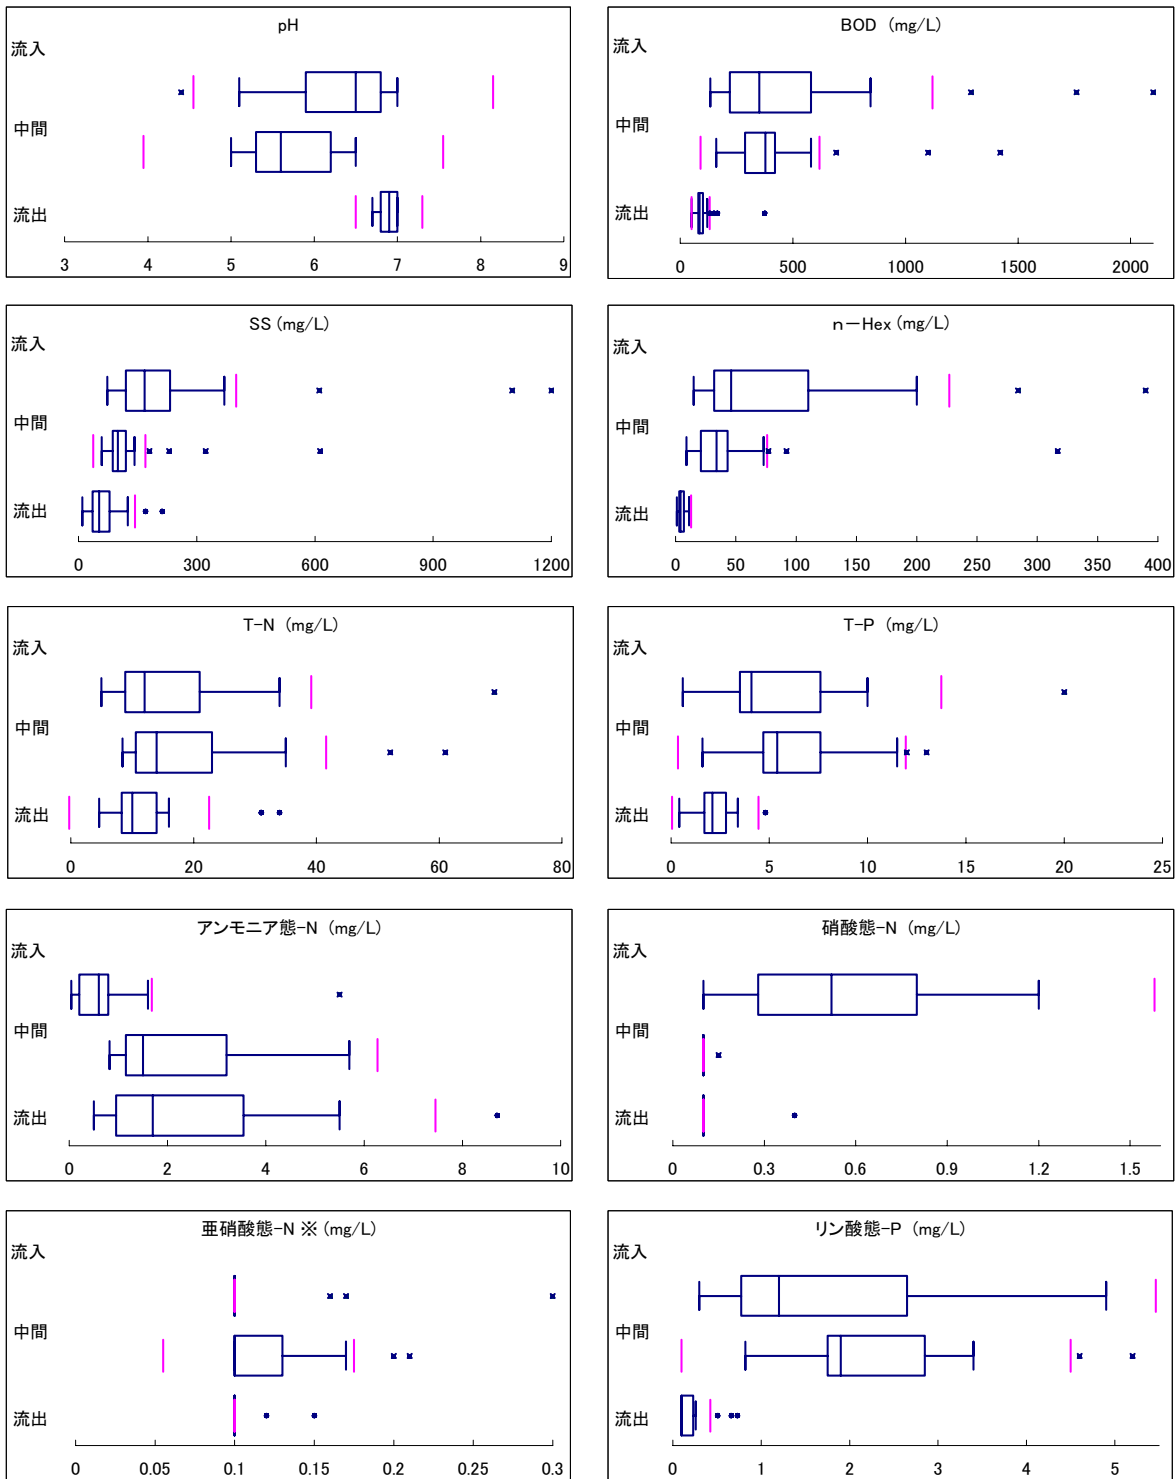 pH
流入
中間
流出
3 4 5 6 7 8 9
BOD (mg/L)
流入
中間
流出
0 500 1000 1500 2000
SS (mg/L)
流入
中間
流出
0 300 600 900 1200
n－Hex (mg/L)
流入
中間
流出
0 50 100 150 200 250 300 350 400
T-N (mg/L)
流入
中間
流出
0 20 40 60 80
T-P (mg/L)
流入
中間
流出
0 5 10 15 20 25
アンモニア態-N (mg/L)
流入
中間
流出
0 2 4 6 8 10
硝酸態-N (mg/L)
流入
中間
流出
0 0.3 0.6 0.9 1.2 1.5
亜硝酸態-N ※ (mg/L)
流入
中間
流出
0 0.05 0.1 0.15 0.2 0.25 0.3
リン酸態-P (mg/L)
流入
中間
流出
0 1 2 3 4 5